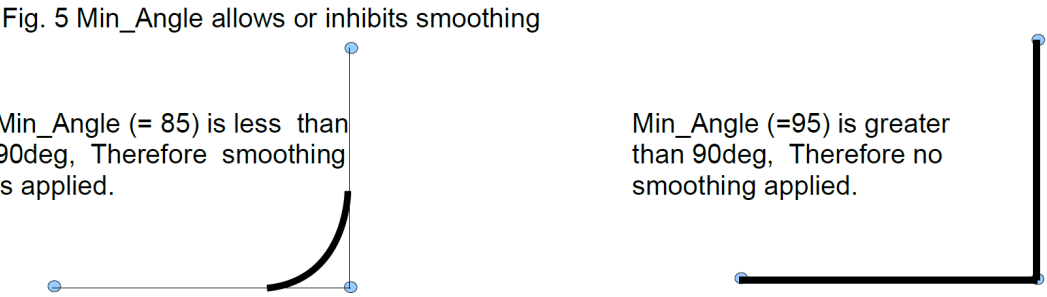 Fig. 5 Min_Angle allows or inhibits smoothing
Min_Angle (= 85) is less than
90deg, Therefore smoothing
s applied.
Min_Angle (=95) is greater
than 90deg, Therefore no
smoothing applied.